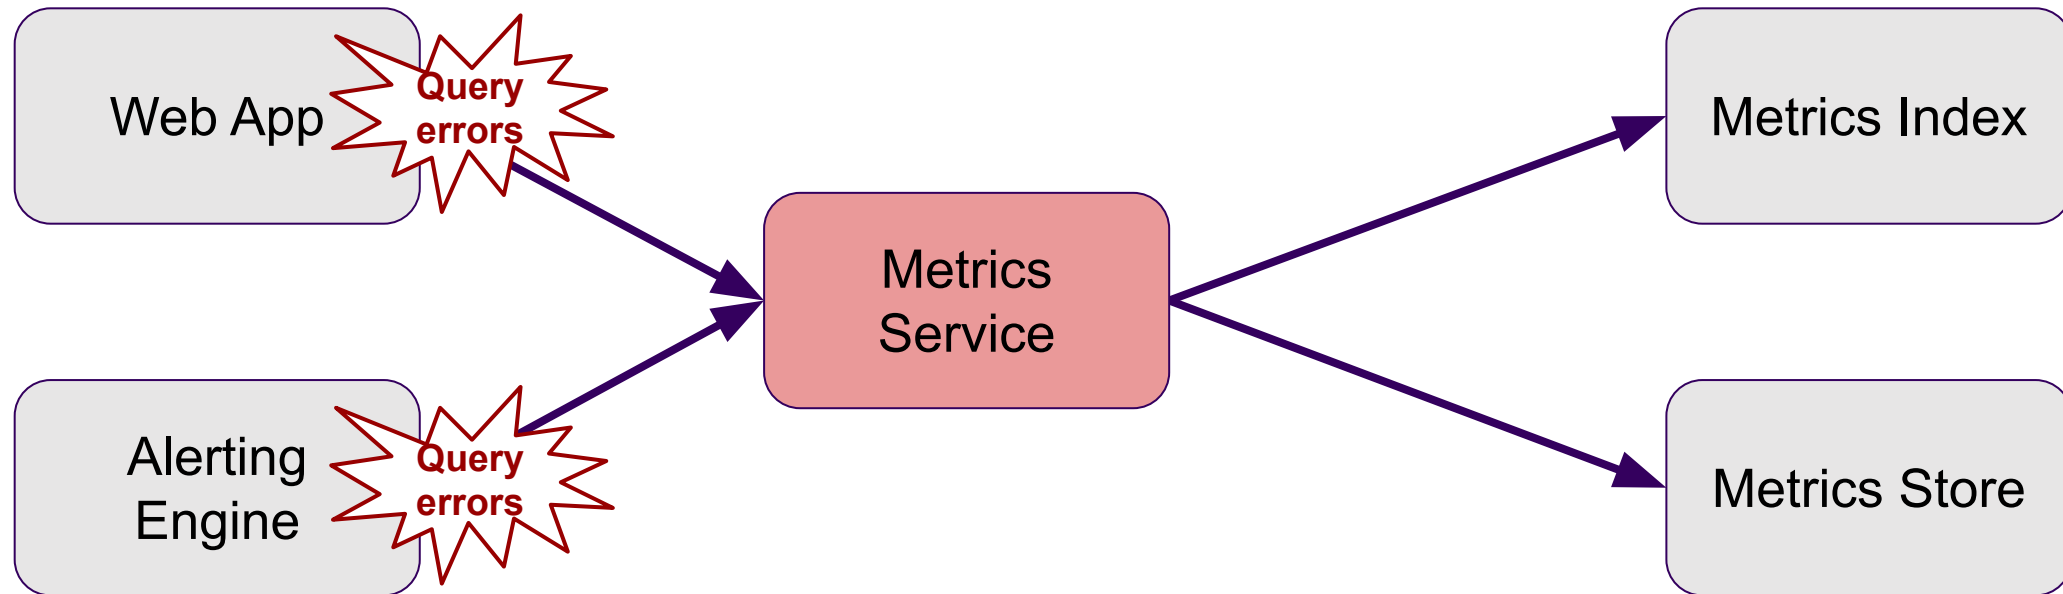 Web App
Query
errors
Metrics Index
Metrics
Service
Alerting
Engine
Query
errors
Metrics Store